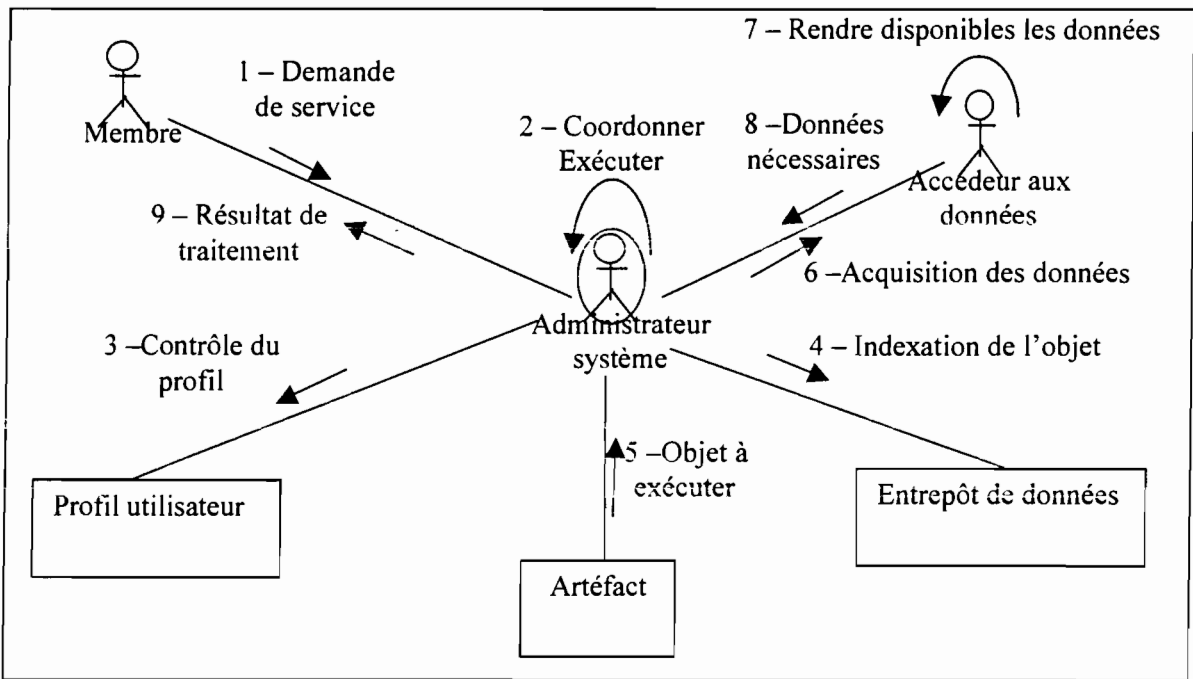 7 – Rendre disponibles les données
1 – Demande
de service
Membre
2 – Coordonner
Exécuter
8 –Données
nécessaires
Accédeur aux
données
9 – Résultat de
traitement
6 –Acquisition des données
Administrateur
système
3 –Contrôle du
profil
4 – Indexation de l'objet
5 –Objet à
exécuter
Profil utilisateur
Entrepôt de données
Artéfact